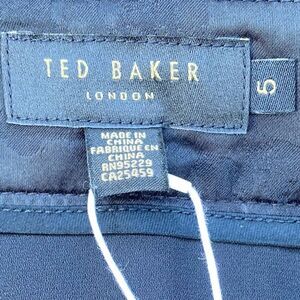 TED BAKER
LONDON
5
MADE IN
CHINA
FABRIQUE EN
CHINA
RN95229
CA25459